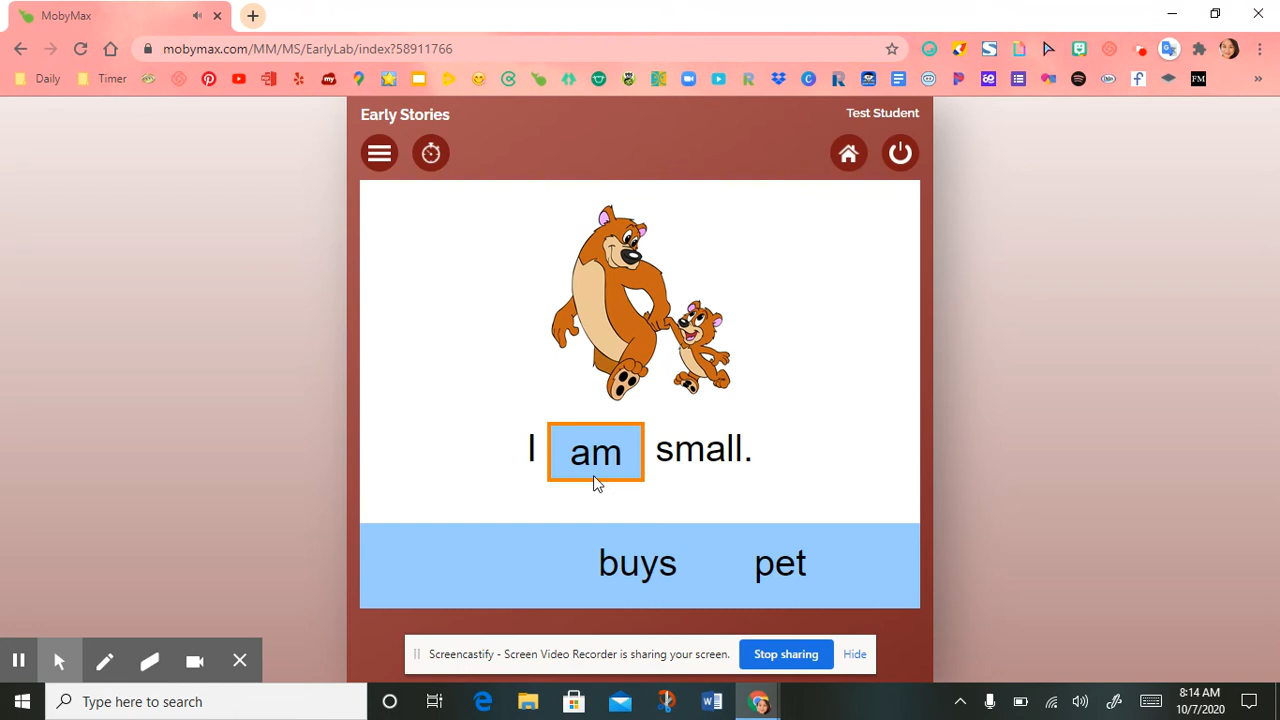 MobyMax
mobymax.com/MM/MS/EarlyLab/index?58911766
Daily
Timer
my
FM
Early Stories
Test Student
I am small.
buys pet
Screencastify - Screen Video Recorder is sharing your screen.
Stop sharing
Hide
Type here to search
8:14 AM
10/7/2020